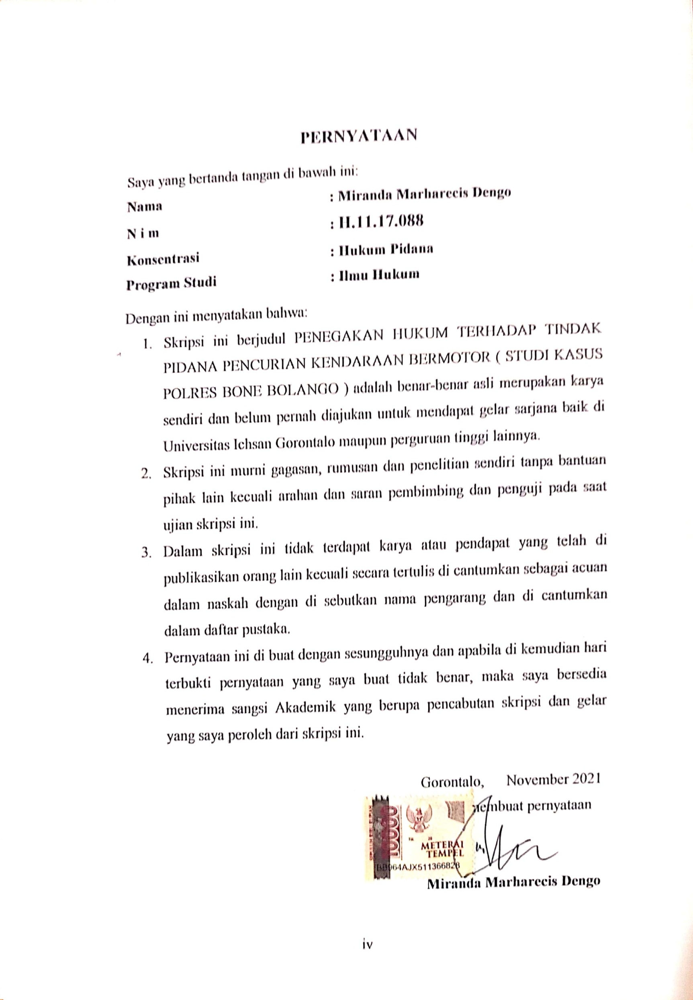 PERNYATAAN
Saya yang bertanda tangan di bawah ini:
Nama : Miranda Marharecis Dengo
N i m : H.11.17.088
Konsentrasi : Hukum Pidana
Program Studi : Ilmu Hukum
Dengan ini menyatakan bahwa:
1. Skripsi ini berjudul PENEGAKAN HUKUM TERHADAP TINDAK
PIDANA PENCURIAN KENDARAAN BERMOTOR ( STUDI KASUS
POLRES BONE BOLANGO ) adalah benar-benar asli merupakan karya
sendiri dan belum pernah diajukan untuk mendapat gelar sarjana baik di
Universitas Ichsan Gorontalo maupun perguruan tinggi lainnya.
2. Skripsi ini murni gagasan, rumusan dan penelitian sendiri tanpa bantuan
pihak lain kecuali arahan dan saran pembimbing dan penguji pada saat
ujian skripsi ini.
3. Dalam skripsi ini tidak terdapat karya atau pendapat yang telah di
publikasikan orang lain kecuali secara tertulis di cantumkan sebagai acuan
dalam naskah dengan di sebutkan nama pengarang dan di cantumkan
dalam daftar pustaka.
4. Pernyataan ini di buat dengan sesungguhnya dan apabila di kemudian hari
terbukti pernyataan yang saya buat tidak benar, maka saya bersedia
menerima sangsi Akademik yang berupa pencabutan skripsi dan gelar
yang saya peroleh dari skripsi ini.
Gorontalo, November 2021
membuat pernyataan
METERAI
TEMPEL
Miranda Marharecis Dengo
iv